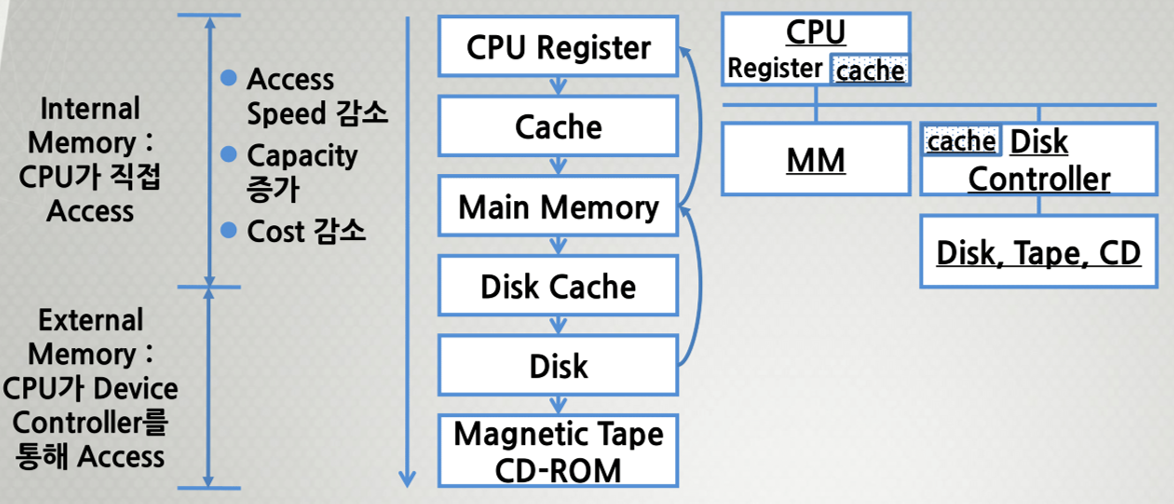 Internal
Memory :
CPU가 직접
Access
External
Memory :
CPU가 Device
Controller를
통해 Access
Access
Speed 감소
Capacity
증가
Cost 감소
CPU Register
Cache
Main Memory
Disk Cache
Disk
Magnetic Tape
CD-ROM
CPU
Register cache
MM
cache Disk
Controller
Disk, Tape, CD